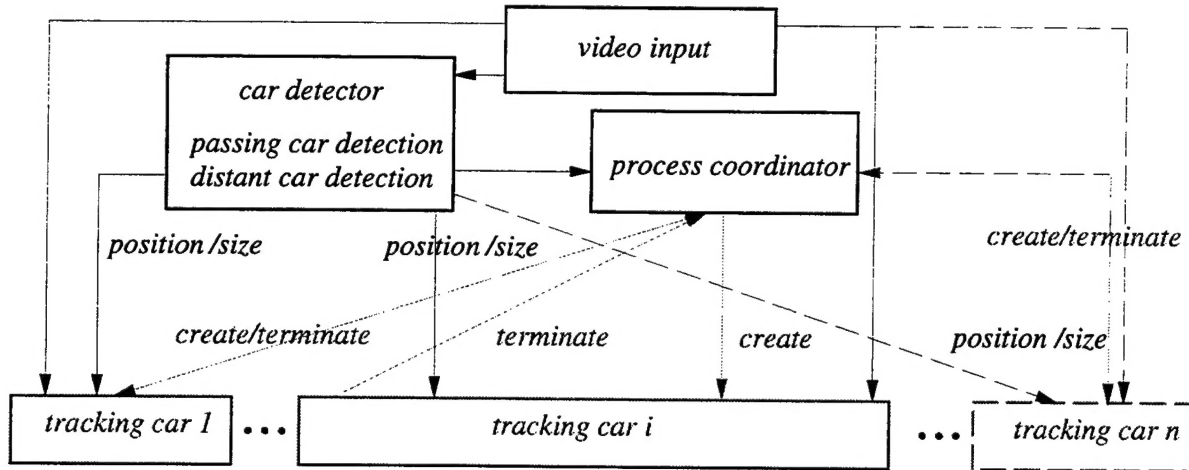 video input
car detector
passing car detection
distant car detection
process coordinator
position /size
position /size
create/terminate
create/terminate
terminate
create
position /size
tracking car 1
...
tracking car i
...
tracking car n